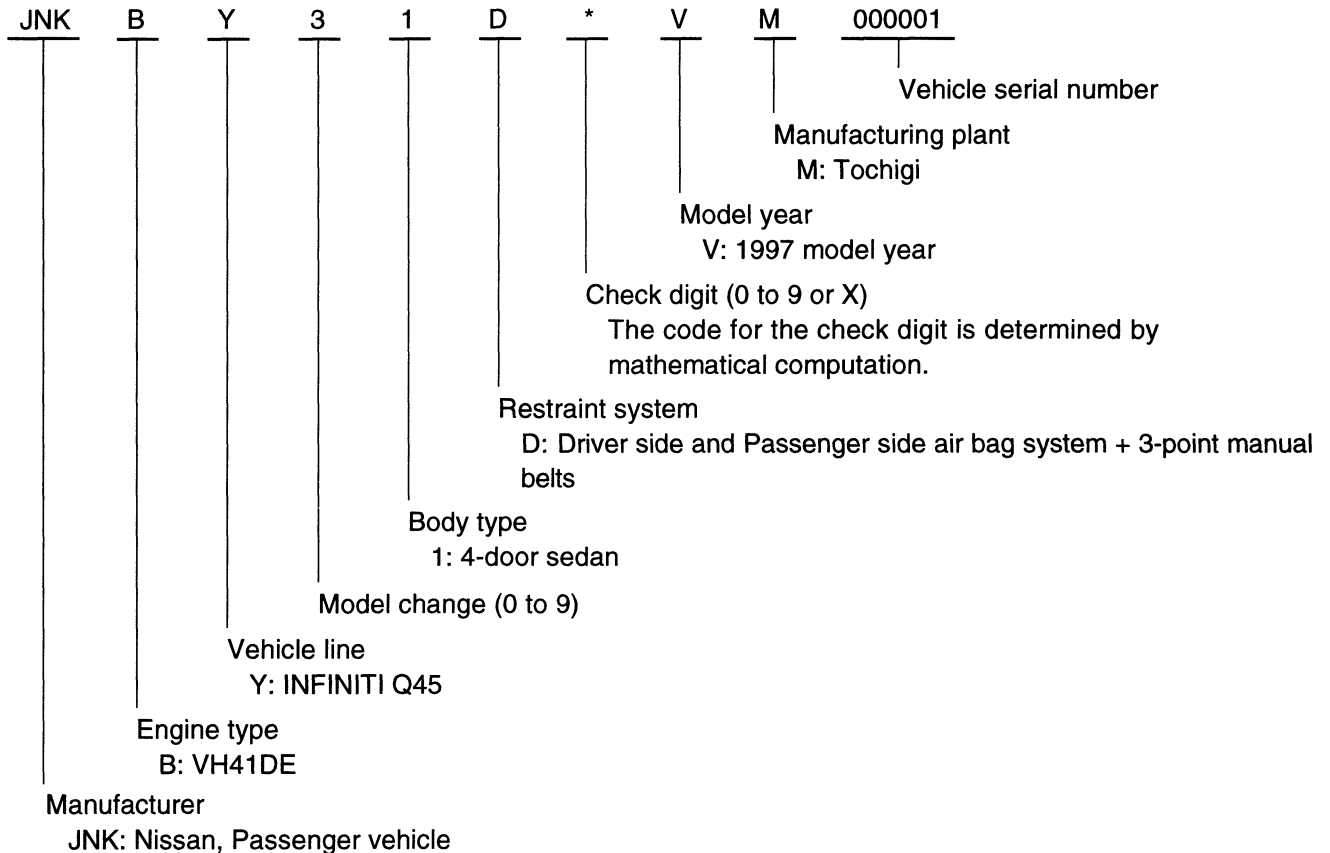 JNK B Y 3 1 D * V M 000001
Vehicle serial number
Manufacturing plant
M: Tochigi
Model year
V: 1997 model year
Check digit (0 to 9 or X)
The code for the check digit is determined by
mathematical computation.
Restraint system
D: Driver side and Passenger side air bag system + 3-point manual
belts
Body type
1: 4-door sedan
Model change (0 to 9)
Vehicle line
Y: INFINITI Q45
Engine type
B: VH41DE
Manufacturer
JNK: Nissan, Passenger vehicle